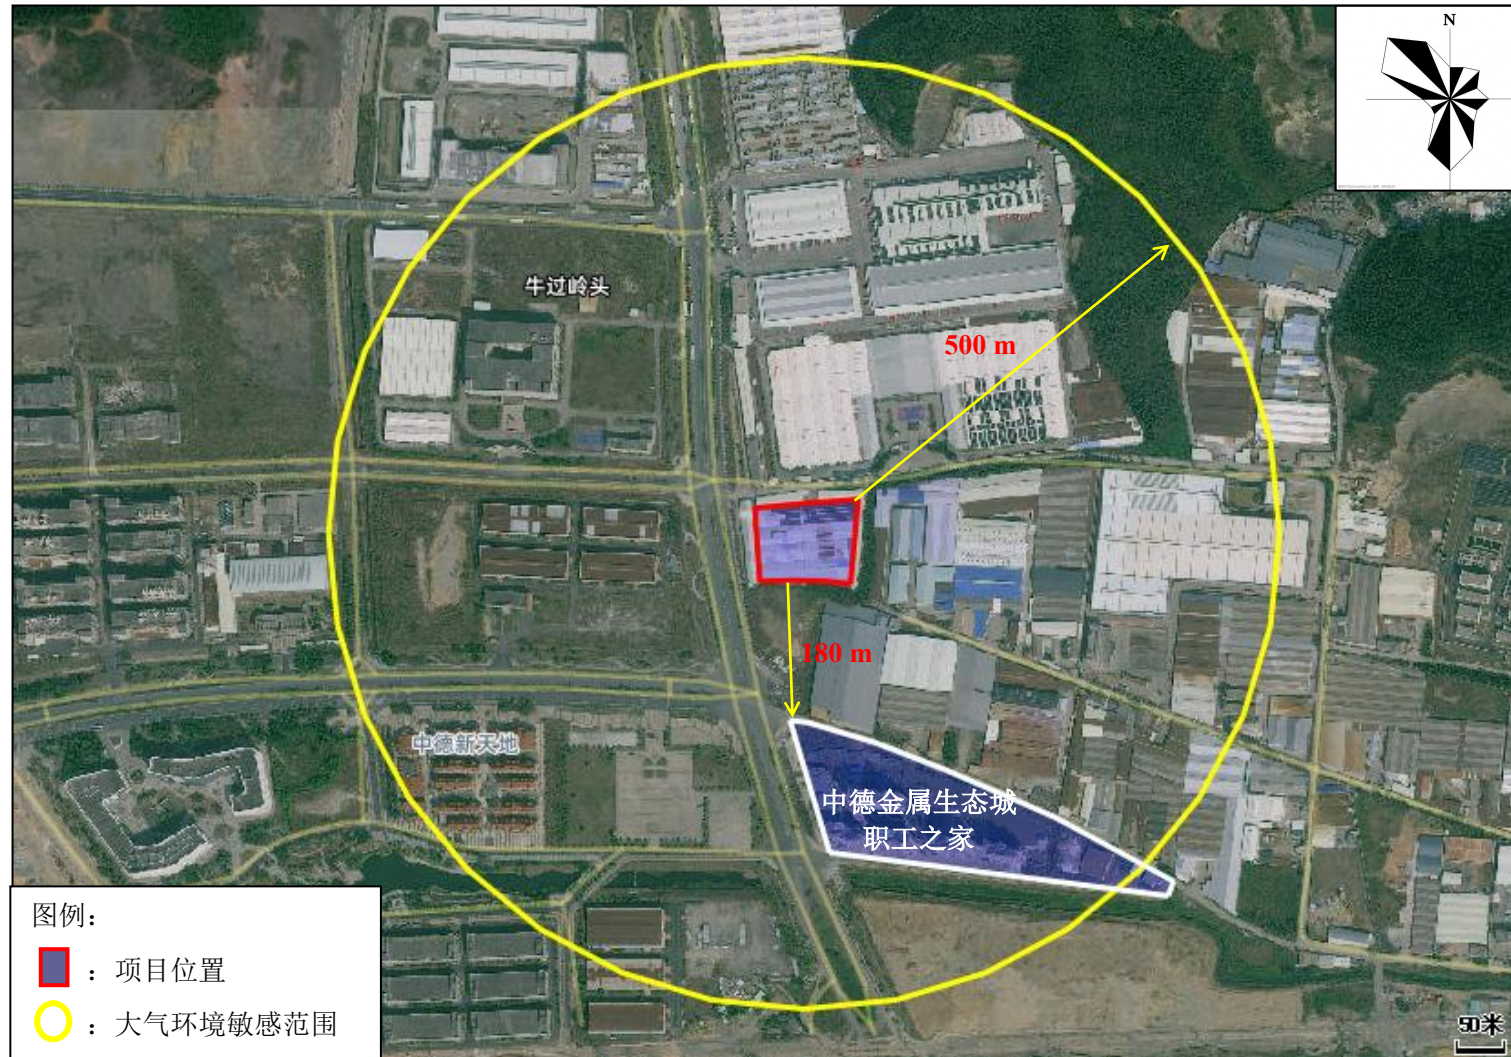 N
牛过岭头
500 m
180 m
中德新天地
中德金属生态城
职工之家
图例：
：项目位置
：大气环境敏感范围
50米